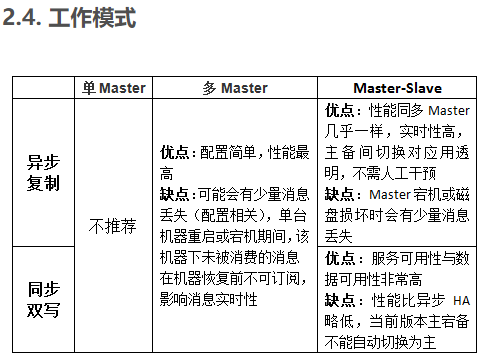 2.4. 工作模式
单 Master
多 Master
Master-Slave
异步
复制
不推荐
优点：配置简单，性能最
高
缺点：可能会有少量消息
丢失（配置相关），单台
机器重启或宕机期间，该
机器下未被消费的消息
在机器恢复前不可订阅，
影响消息实时性
优点：性能同多 Master
几乎一样，实时性高，
主备间切换对应用透
明，不需人工干预
缺点：Master 宕机或磁
盘损坏时会有少量消息
丢失
同步
双写
优点：服务可用性与数
据可用性非常高
缺点：性能比异步 HA
略低，当前版本主宕备
不能自动切换为主